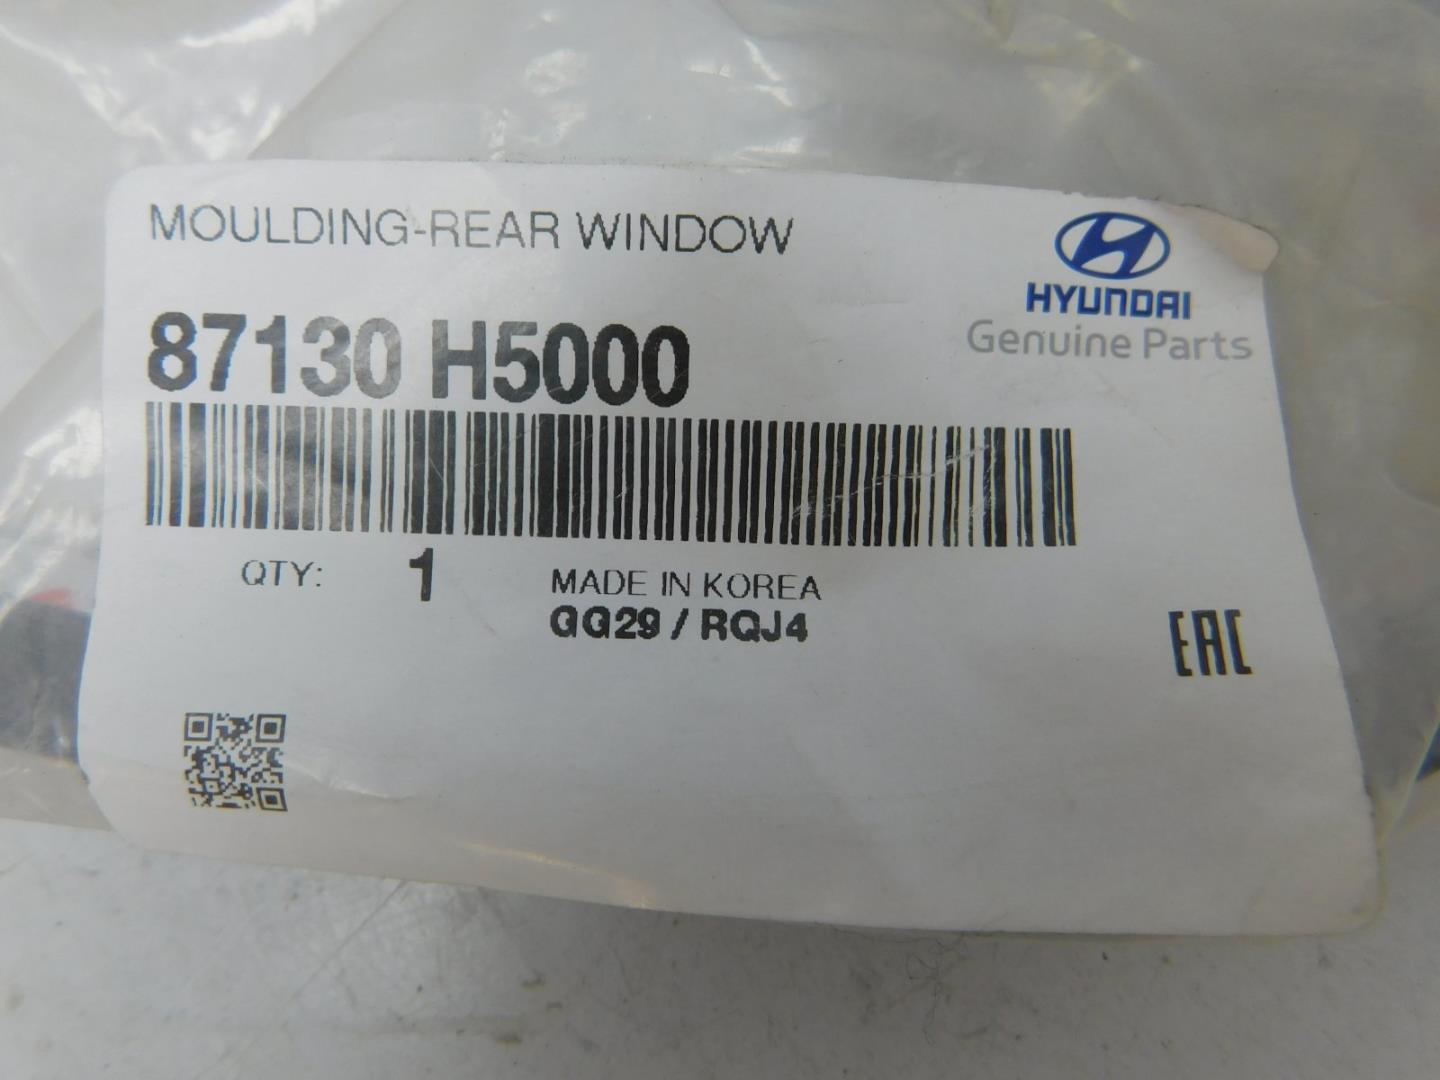 MOULDING-REAR WINDOW
HYUNDAI
Genuine Parts
87130 H5000
QTY: 1
MADE IN KOREA
GG29 / RQJ4
EAC